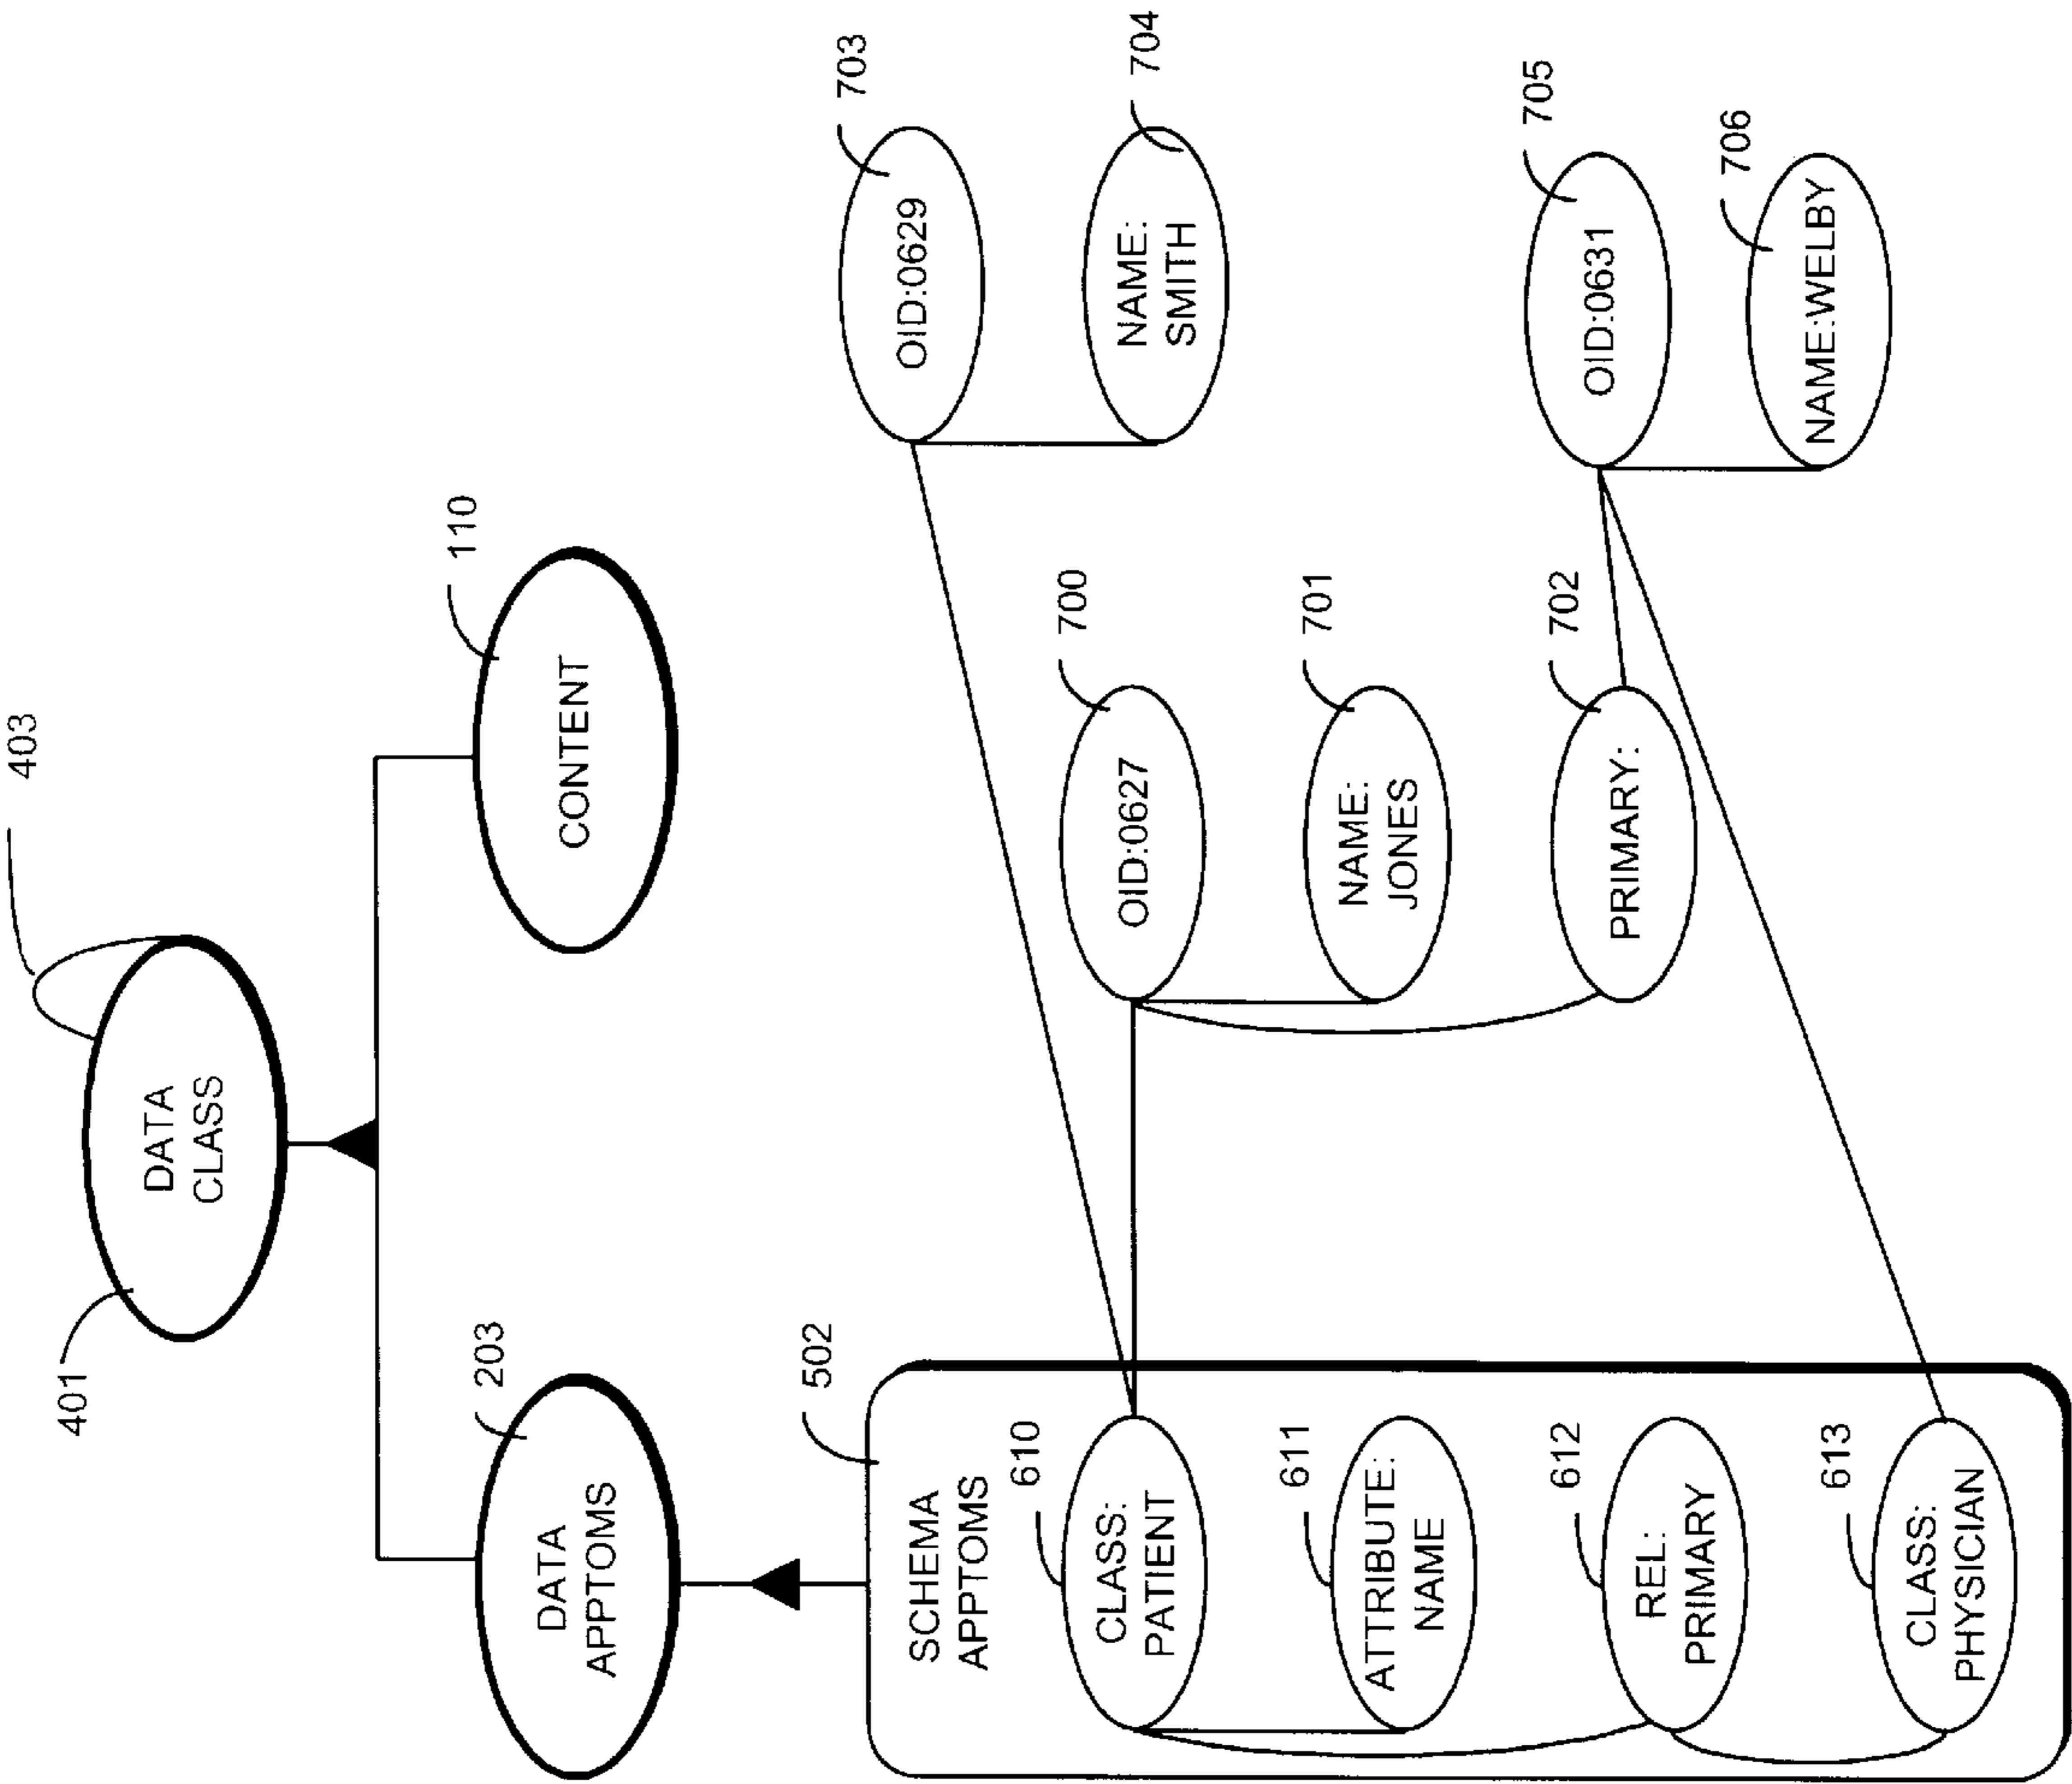 403
401
DATA
CLASS
203
DATA
APPTOMS
110
CONTENT
502
SCHEMA
APPTOMS
610
CLASS:
PATIENT
611
ATTRIBUTE:
NAME
612
REL:
PRIMARY
613
CLASS:
PHYSICIAN
700
OID:0627
701
NAME:
JONES
702
PRIMARY:
703
OID:0629
704
NAME:
SMITH
705
OID:0631
706
NAME:WELBY